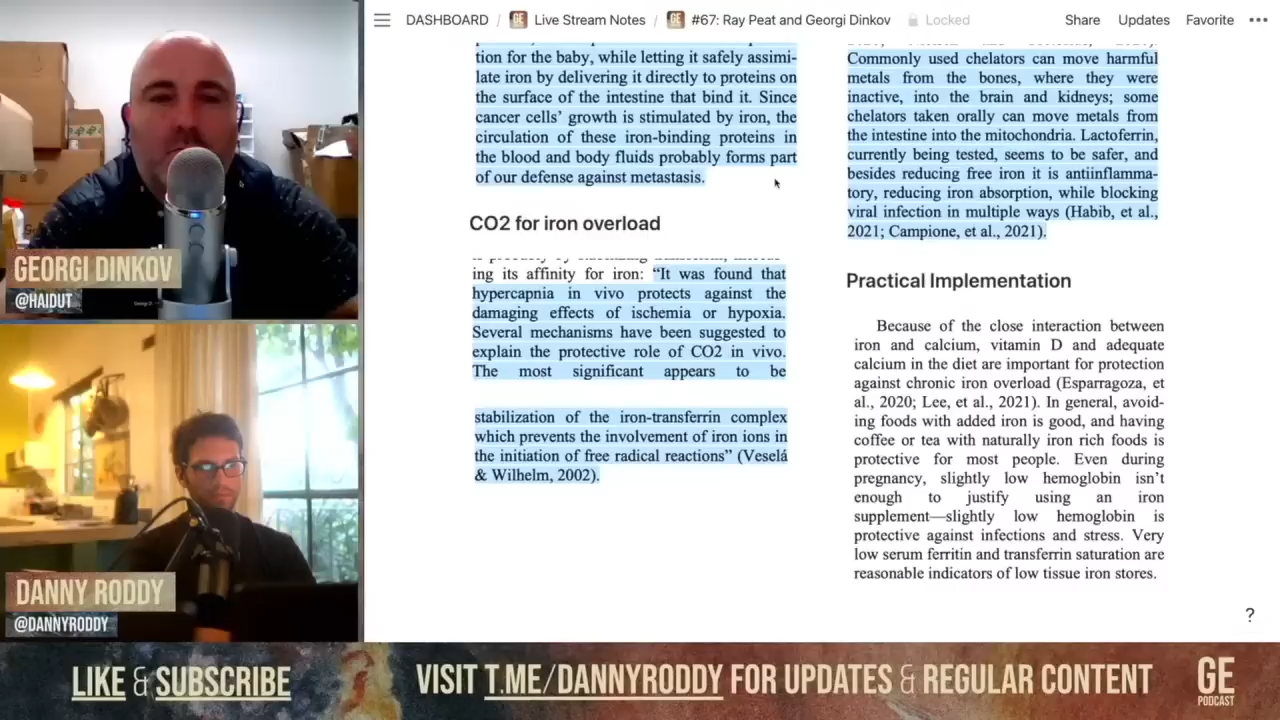 DASHBOARD / GE Live Stream Notes / GE #67: Ray Peat and Georgi Dinkov Locked
Share Updates Favorite
tion for the baby, while letting it safely assimi-
late iron by delivering it directly to proteins on
the surface of the intestine that bind it. Since
cancer cells’ growth is stimulated by iron, the
circulation of these iron-binding proteins in
the blood and body fluids probably forms part
of our defense against metastasis.
CO2 for iron overload
ing its affinity for iron: “It was found that
hypercapnia in vivo protects against the
damaging effects of ischemia or hypoxia.
Several mechanisms have been suggested to
explain the protective role of CO2 in vivo.
The most significant appears to be
stabilization of the iron-transferrin complex
which prevents the involvement of iron ions in
the initiation of free radical reactions” (Veselá
& Wilhelm, 2002).
Commonly used chelators can move harmful
metals from the bones, where they were
inactive, into the brain and kidneys; some
chelators taken orally can move metals from
the intestine into the mitochondria. Lactoferrin,
currently being tested, seems to be safer, and
besides reducing free iron it is antiinflamma-
tory, reducing iron absorption, while blocking
viral infection in multiple ways (Habib, et al.,
2021; Campione, et al., 2021).
Practical Implementation
Because of the close interaction between
iron and calcium, vitamin D and adequate
calcium in the diet are important for protection
against chronic iron overload (Esparragoza, et
al., 2020; Lee, et al., 2021). In general, avoid-
ing foods with added iron is good, and having
coffee or tea with naturally iron rich foods is
protective for most people. Even during
pregnancy, slightly low hemoglobin isn’t
enough to justify using an iron
supplement—slightly low hemoglobin is
protective against infections and stress. Very
low serum ferritin and transferrin saturation are
reasonable indicators of low tissue iron stores.
?
GEORGI DINKOV
@HAIDUT
DANNY RODDY
@DANNYRODDY
LIKE & SUBSCRIBE
VISIT T.ME/DANNYRODDY FOR UPDATES & REGULAR CONTENT
GE
PODCAST